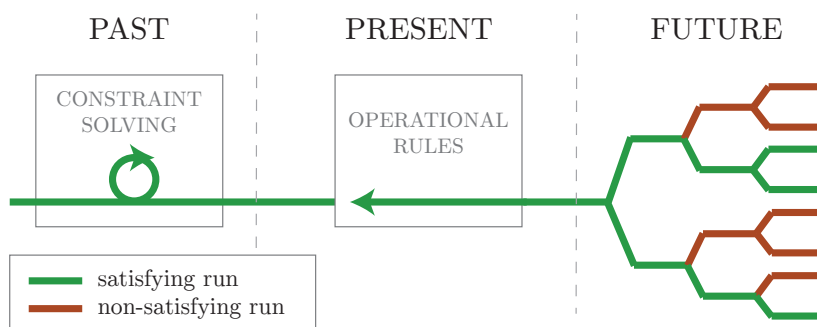 PAST
PRESENT
FUTURE
CONSTRAINT
SOLVING
OPERATIONAL
RULES
satisfying run
non-satisfying run